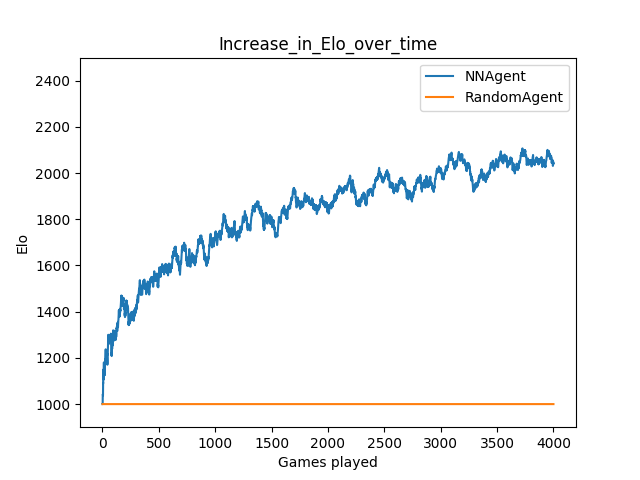 Increase_in_Elo_over_time
NNAgent
RandomAgent
2400
2200
2000
1800
1600
1400
1200
1000
Elo
0 500 1000 1500 2000 2500 3000 3500 4000
Games played